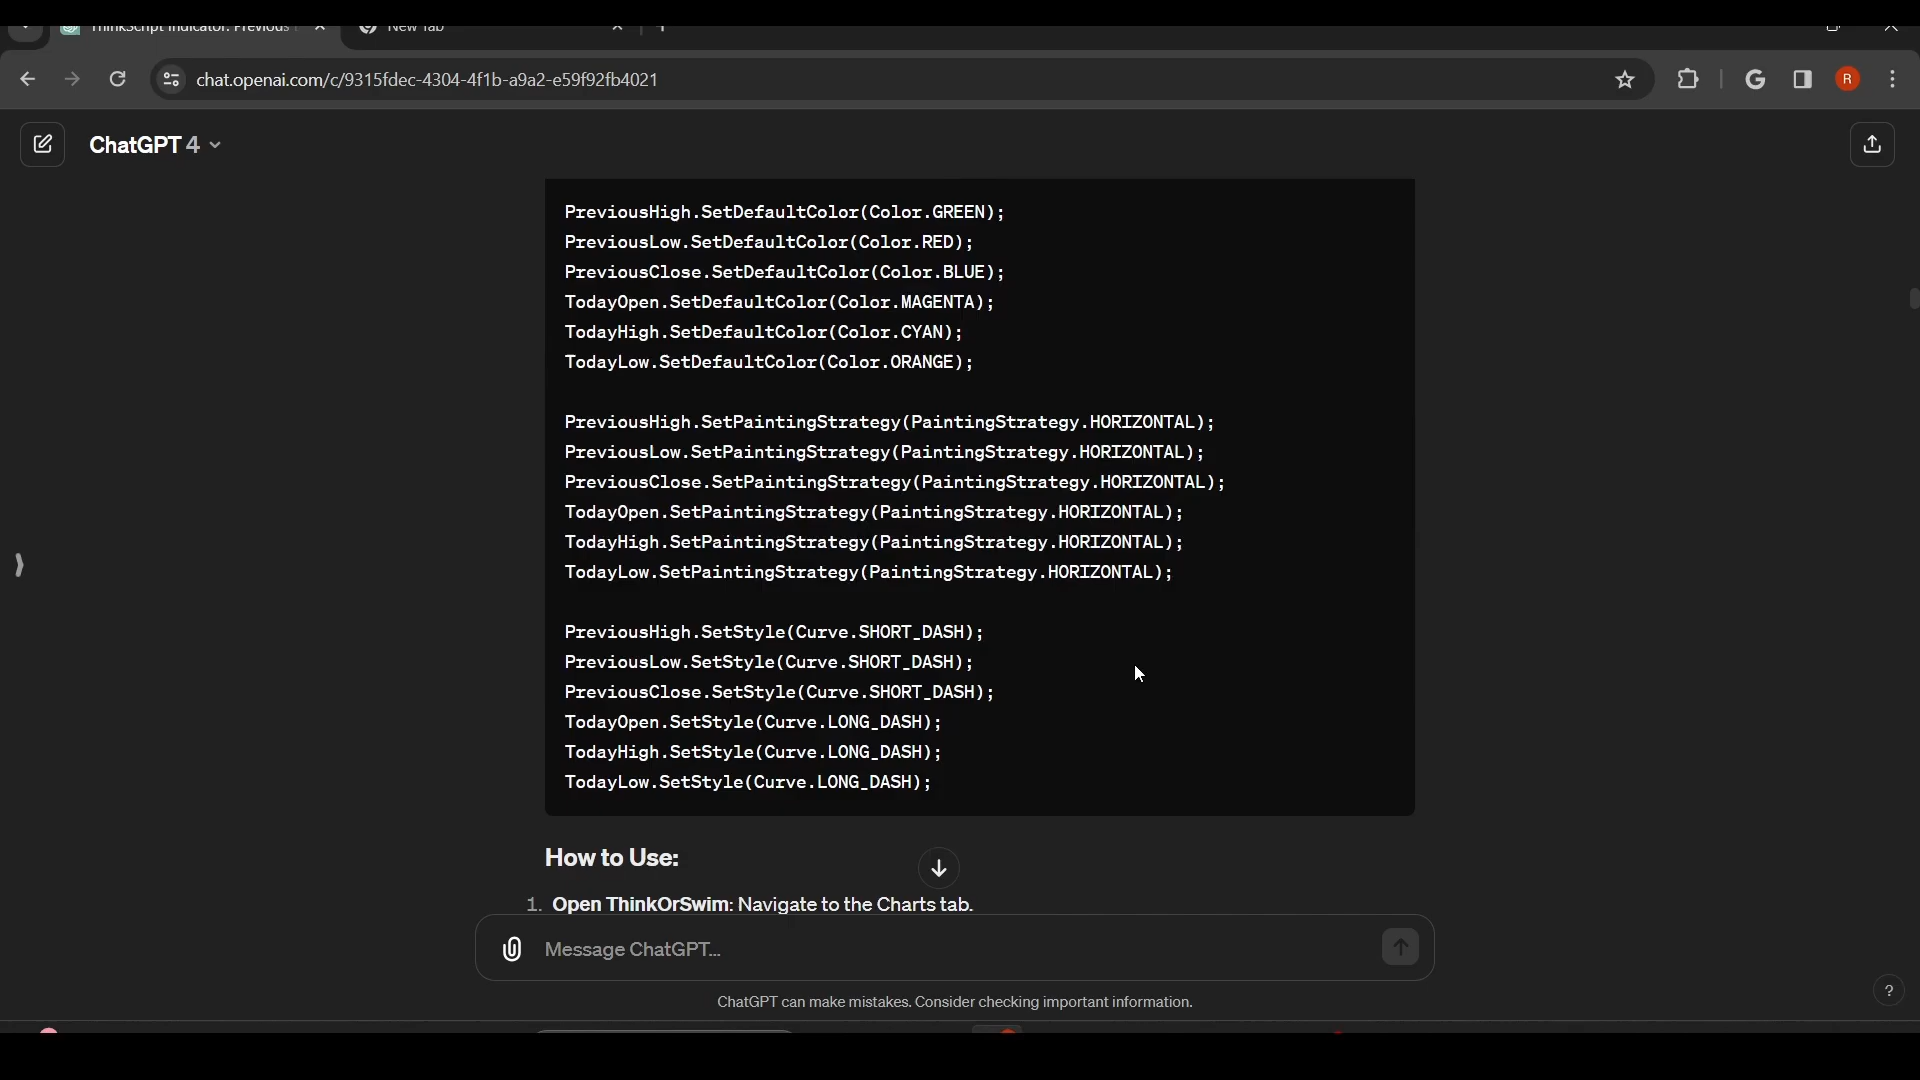 ThinkScript Indicator: Previous
New Tab
chat.openai.com/c/9315fdec-4304-4f1b-a9a2-e59f92fb4021
R
ChatGPT 4
PreviousHigh.SetDefaultColor(Color.GREEN);
PreviousLow.SetDefaultColor(Color.RED);
PreviousClose.SetDefaultColor(Color.BLUE);
TodayOpen.SetDefaultColor(Color.MAGENTA);
TodayHigh.SetDefaultColor(Color.CYAN);
TodayLow.SetDefaultColor(Color.ORANGE);
PreviousHigh.SetPaintingStrategy(PaintingStrategy.HORIZONTAL);
PreviousLow.SetPaintingStrategy(PaintingStrategy.HORIZONTAL);
PreviousClose.SetPaintingStrategy(PaintingStrategy.HORIZONTAL);
TodayOpen.SetPaintingStrategy(PaintingStrategy.HORIZONTAL);
TodayHigh.SetPaintingStrategy(PaintingStrategy.HORIZONTAL);
TodayLow.SetPaintingStrategy(PaintingStrategy.HORIZONTAL);
PreviousHigh.SetStyle(Curve.SHORT_DASH);
PreviousLow.SetStyle(Curve.SHORT_DASH);
PreviousClose.SetStyle(Curve.SHORT_DASH);
TodayOpen.SetStyle(Curve.LONG_DASH);
TodayHigh.SetStyle(Curve.LONG_DASH);
TodayLow.SetStyle(Curve.LONG_DASH);
How to Use:
1. Open ThinkOrSwim: Navigate to the Charts tab.
Message ChatGPT...
ChatGPT can make mistakes. Consider checking important information.
?